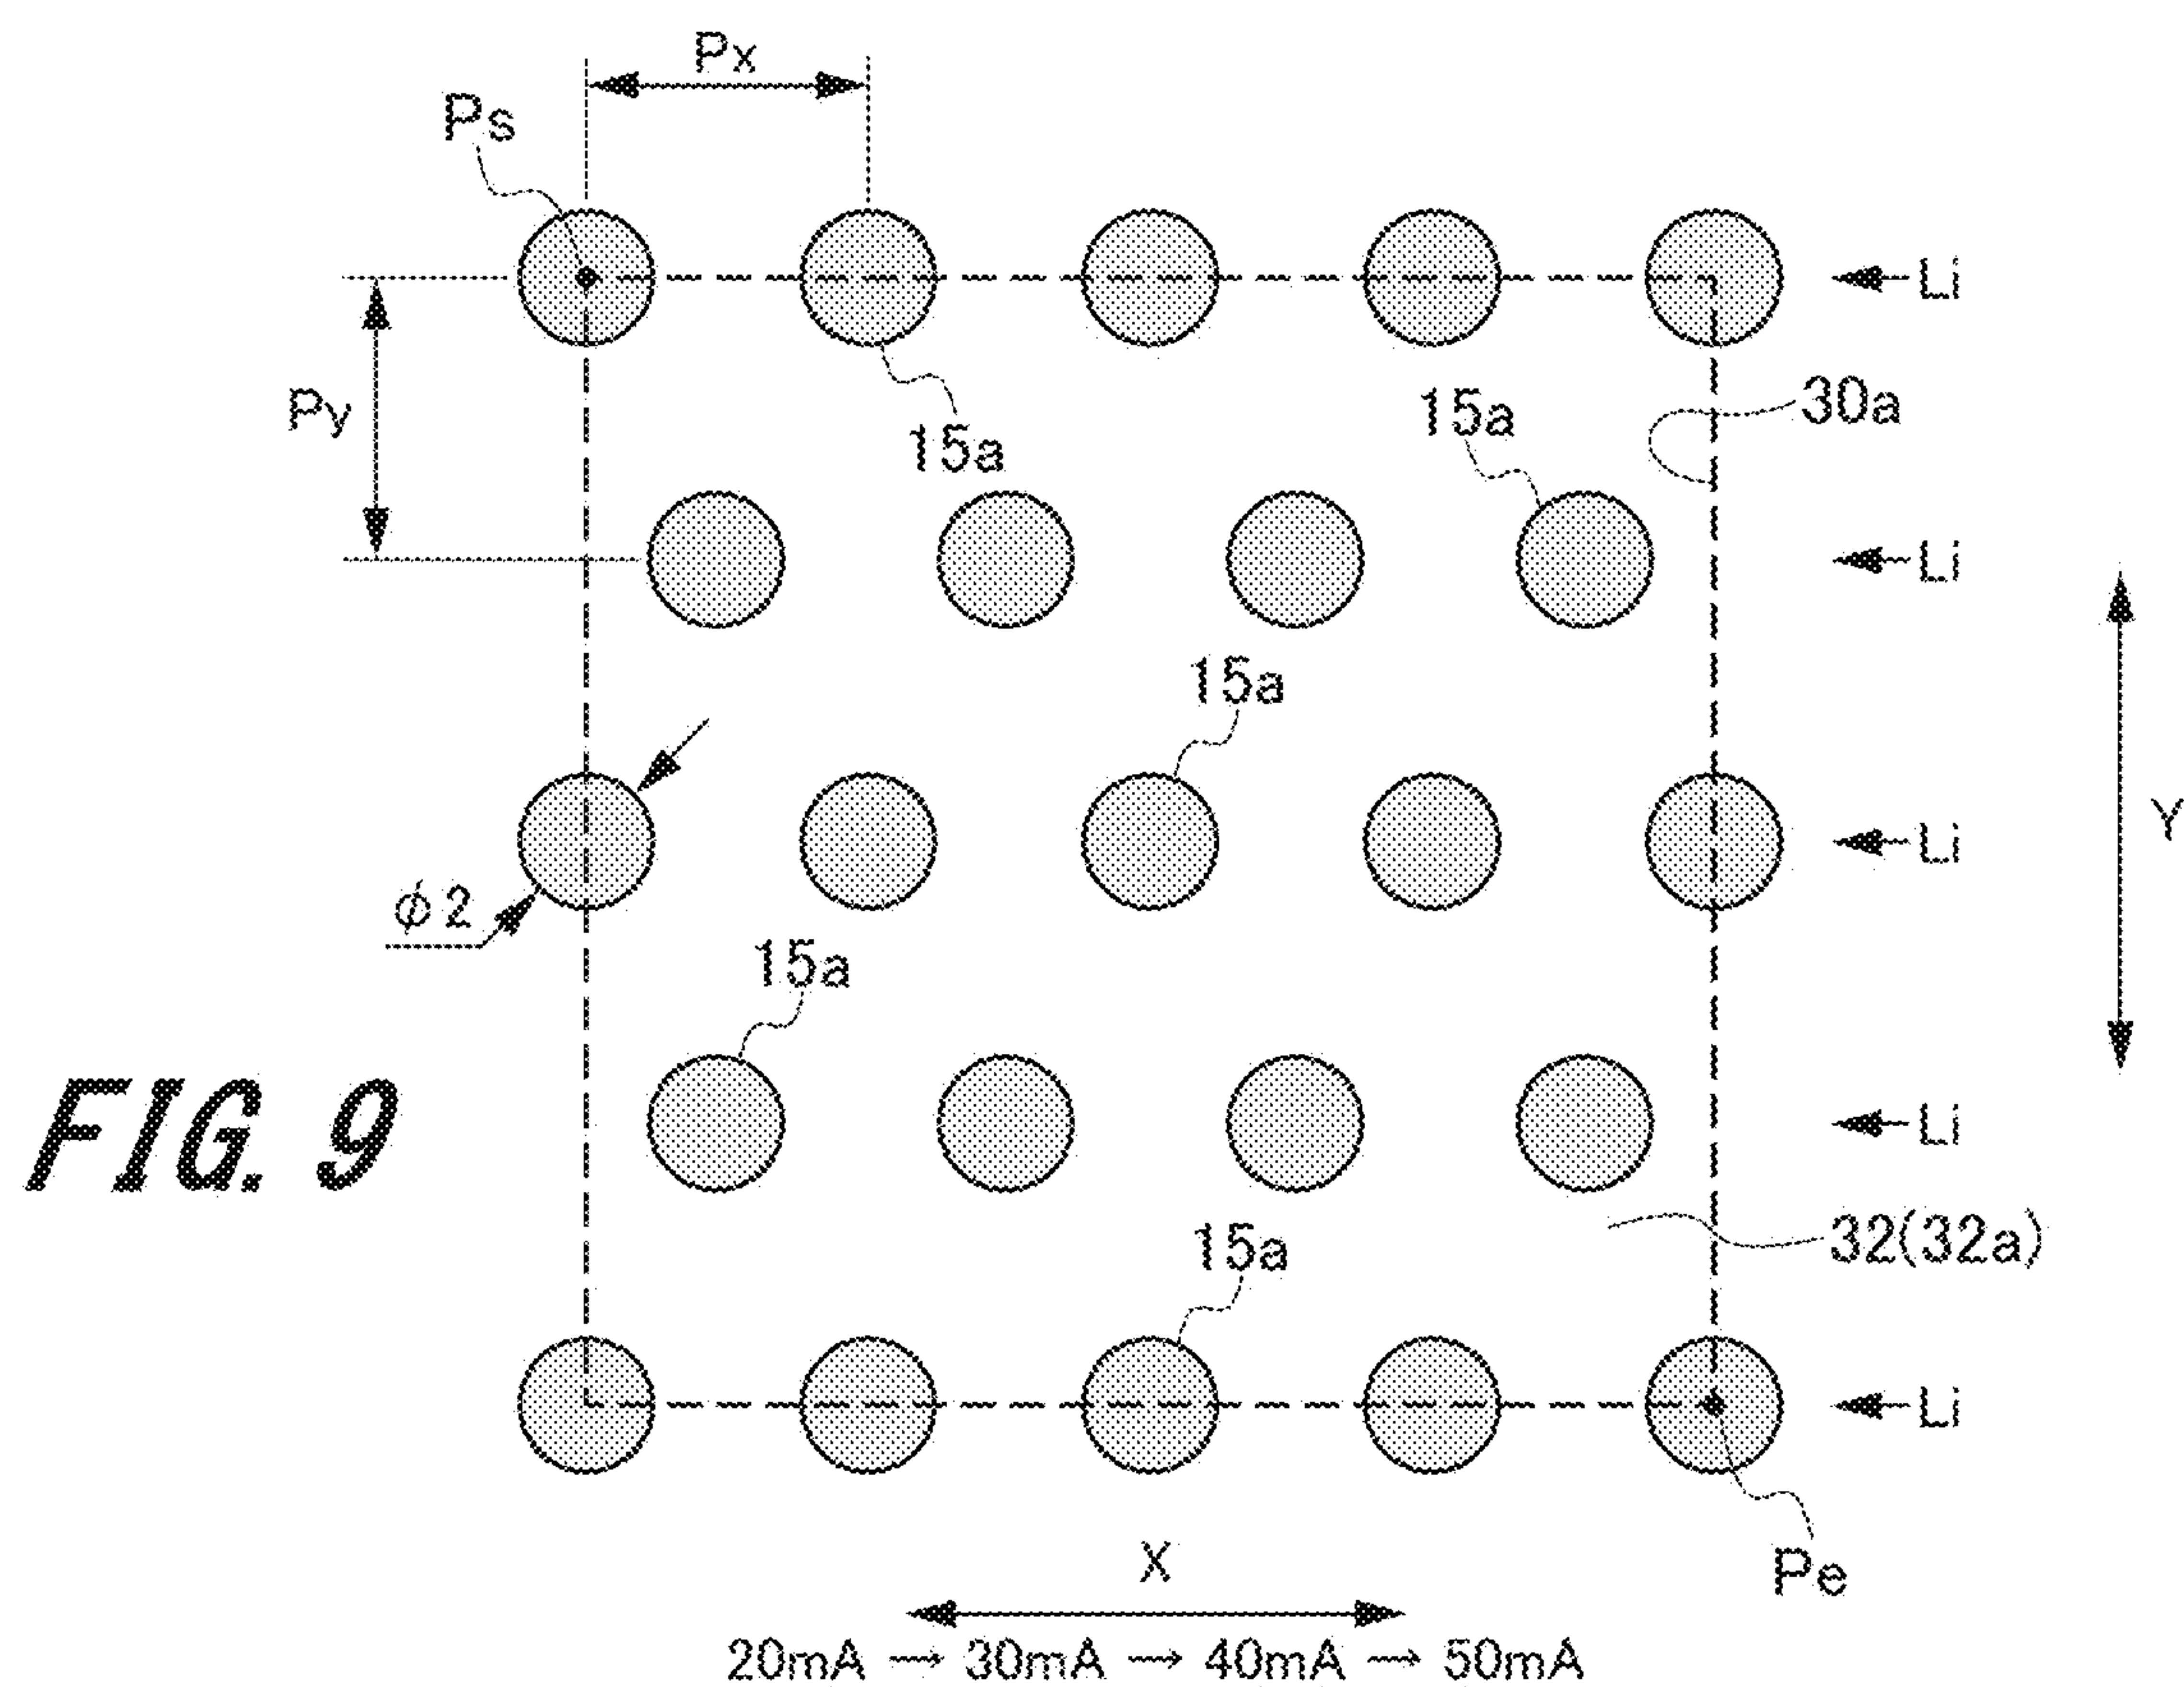 Px
Ps
Li
Py
15a
15a
30a
Li
15a
Y
Li
φ2
15a
FIG. 9
Li
15a
32(32a)
Li
X
Pe
20mA → 30mA → 40mA → 50mA